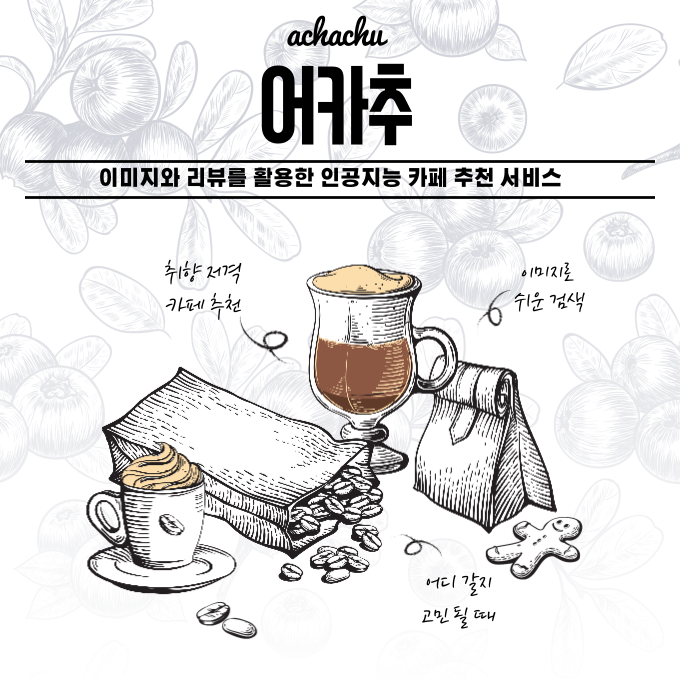 achachu
어카추
이미지와 리뷰를 활용한 인공지능 카페 추천 서비스
취향 저격
카페 추천
이미지로
쉬운 검색
어디 갈지
고민 될 때